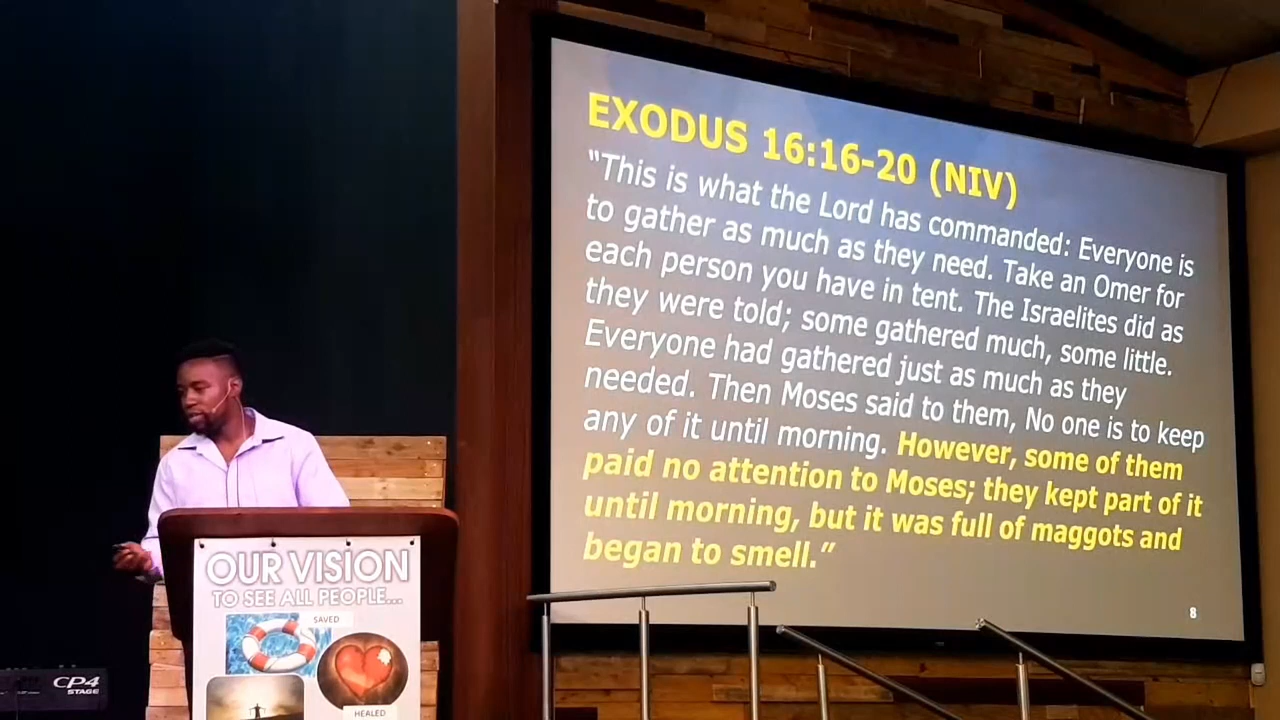 EXODUS 16:16-20 (NIV)
“This is what the Lord has commanded: Everyone is
to gather as much as they need. Take an Omer for
each person you have in tent. The Israelites did as
they were told; some gathered much, some little.
Everyone had gathered just as much as they
needed. Then Moses said to them, No one is to keep
any of it until morning. However, some of them
paid no attention to Moses; they kept part of it
until morning, but it was full of maggots and
began to smell.”
8
OUR VISION
TO SEE ALL PEOPLE...
SAVED
HEALED
CP4
STAGE